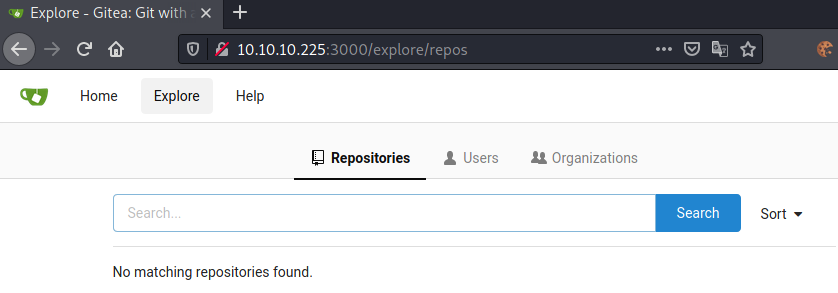 Explore - Gitea: Git with a
10.10.10.225:3000/explore/repos
Home Explore Help
Repositories Users Organizations
Search... Search Sort
No matching repositories found.